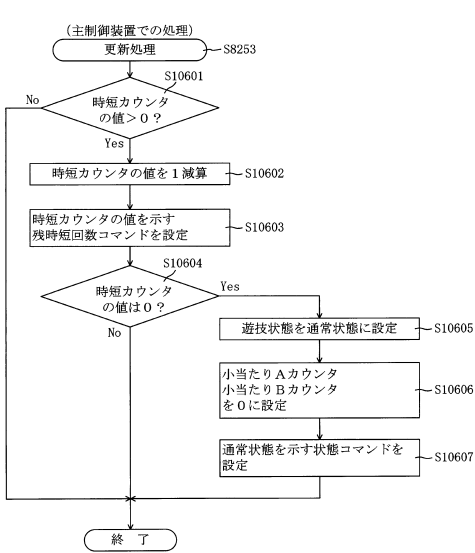 (主制御装置での処理)
更新処理
S8253
S10601
時短カウンタ
の値＞０？
No
Yes
時短カウンタの値を１減算
S10602
時短カウンタの値を示す
残時短回数コマンドを設定
S10603
S10604
時短カウンタ
の値は０？
Yes
No
遊技状態を通常状態に設定
S10605
小当たりＡカウンタ
小当たりＢカウンタ
を０に設定
S10606
通常状態を示す状態コマンドを
設定
S10607
終 了